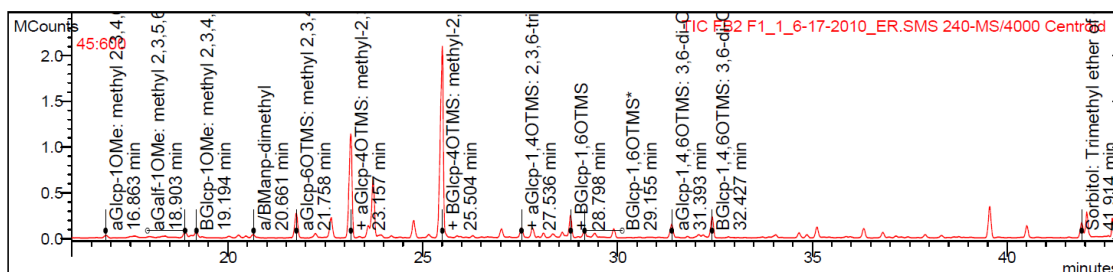 MCounts
TIC FB2 F1_1_6-17-2010_ER.SMS 240-MS/4000 Centroid
45:600
2.0
1.5
1.0
0.5
0.0
aGlcp-1OMe: methyl 2,3,4,
16.863 min
aGalf-1OMe: methyl 2,3,5,6
18.903 min
BGlcp-1OMe: methyl 2,3,4,
19.194 min
a/BManp-dimethyl
20.661 min
aGlcp-6OTMS: methyl 2,3,4
21.758 min
+ aGlcp-4OTMS: methyl-2,
23.157 min
+ BGlcp-4OTMS: methyl-2,
25.504 min
+ aGlcp-1,4OTMS: 2,3,6-tri
27.536 min
+ BGlcp-1,6OTMS
28.798 min
BGlcp-1,6OTMS*
29.155 min
aGlcp-1,4,6OTMS: 3,6-di-O
31.393 min
BGlcp-1,4,6OTMS: 3,6-di-O
32.427 min
Sorbitol: Trimethyl ether of
min
25
30
35
40
minute